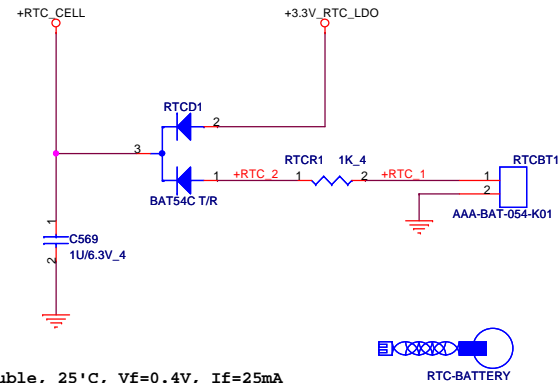 +RTC_CELL
+3.3V_RTC_LDO
RTCD1
2
3
1
+RTC_2
RTCR1 1K_4
1
2
+RTC_1
RTCBT1
1
2
BAT54C T/R
AAA-BAT-054-K01
1
C569
1U/6.3V_4
2
RTC-BATTERY
uble, 25'C, Vf=0.4V, If=25mA